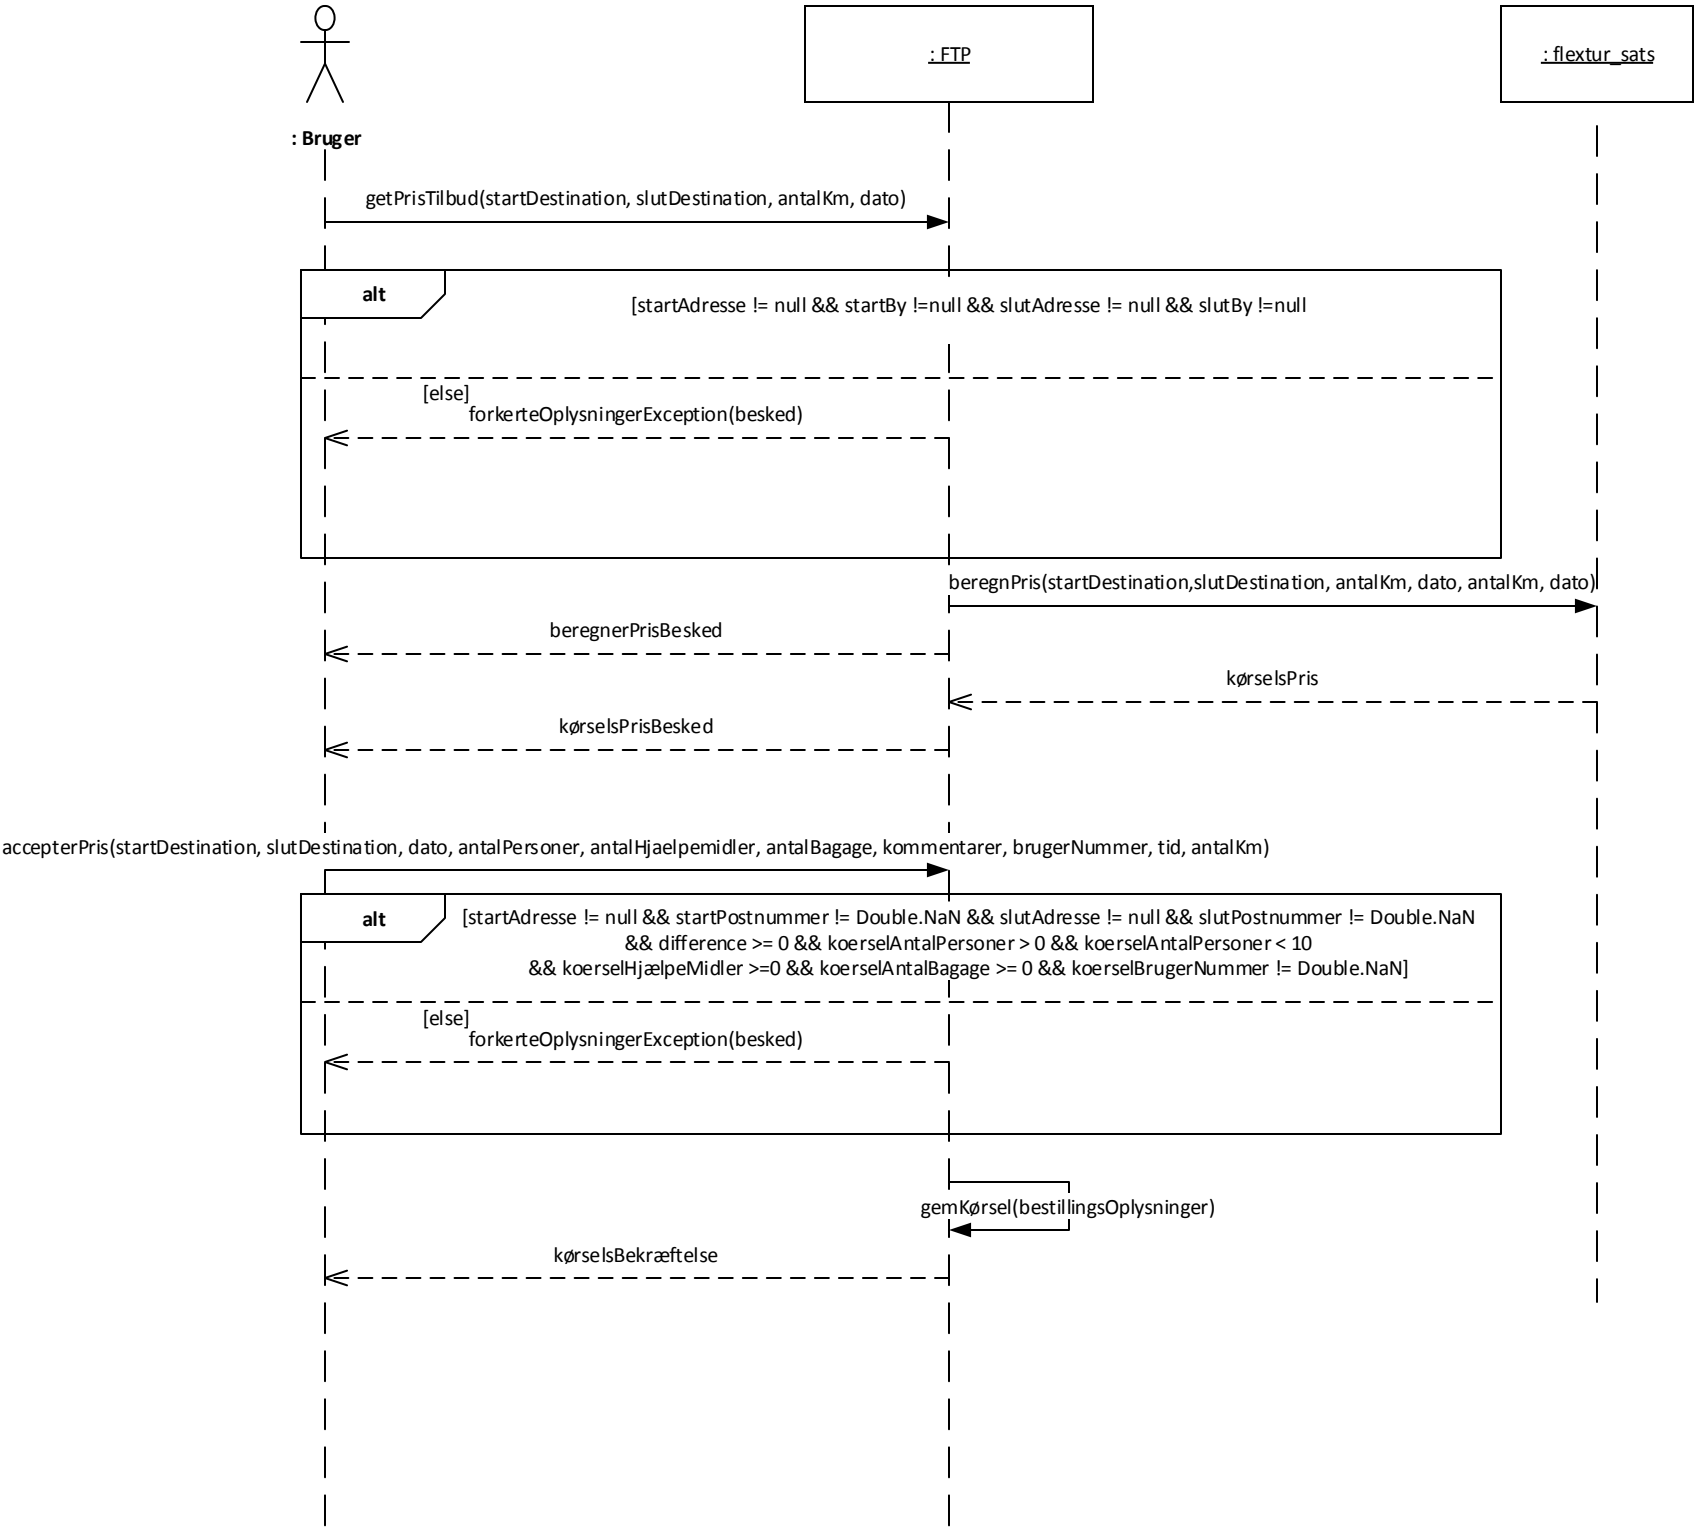 : FTP
: flextur_sats
: Bruger
getPrisTilbud(startDestination, slutDestination, antalKm, dato)
alt
[startAdresse != null && startBy !=null && slutAdresse != null && slutBy !=null
[else]
forkerteOplysningerException(besked)
beregnPris(startDestination,slutDestination, antalKm, dato, antalKm, dato)
beregnerPrisBesked
kørselsPris
kørselsPrisBesked
accepterPris(startDestination, slutDestination, dato, antalPersoner, antalHjaelpemidler, antalBagage, kommentarer, brugerNummer, tid, antalKm)
alt
[startAdresse != null && startPostnummer != Double.NaN && slutAdresse != null && slutPostnummer != Double.NaN
&& difference >= 0 && koerselAntalPersoner > 0 && koerselAntalPersoner < 10
&& koerselHjælpeMidler >=0 && koerselAntalBagage >= 0 && koerselBrugerNummer != Double.NaN]
[else]
forkerteOplysningerException(besked)
gemKørsel(bestillingsOplysninger)
kørselsBekræftelse